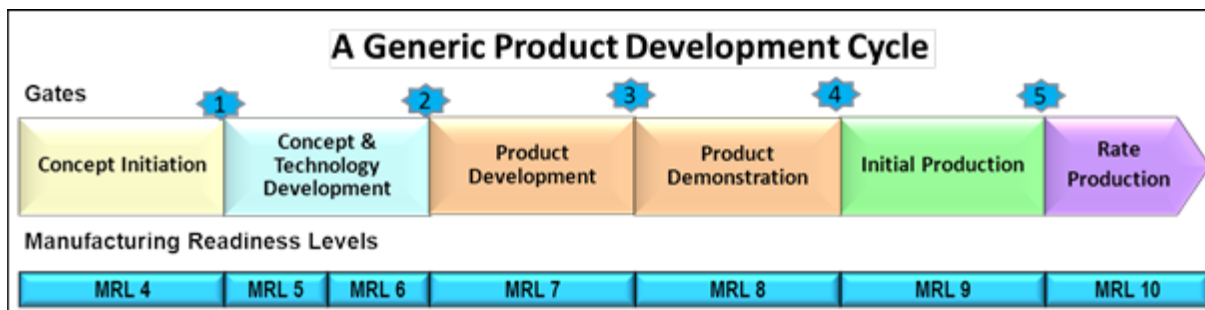 A Generic Product Development Cycle
Gates
1
2
3
4
5
Concept Initiation
Concept &
Technology
Development
Product
Development
Product
Demonstration
Initial Production
Rate
Production
Manufacturing Readiness Levels
MRL 4
MRL 5
MRL 6
MRL 7
MRL 8
MRL 9
MRL 10